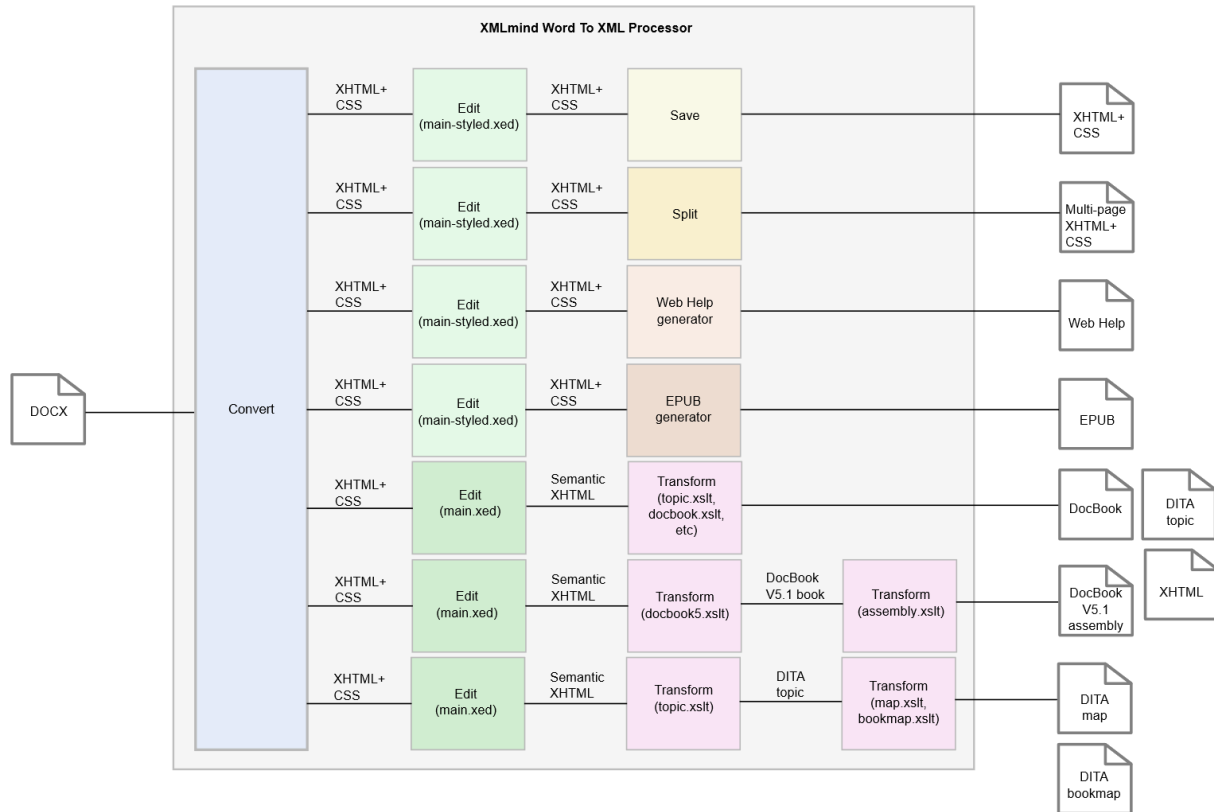 XMLmind Word To XML Processor
DOCX
Convert
XHTML+
CSS
Edit
(main-styled.xed)
XHTML+
CSS
Save
XHTML+
CSS
XHTML+
CSS
Edit
(main-styled.xed)
XHTML+
CSS
Split
Multi-page
XHTML+
CSS
XHTML+
CSS
Edit
(main-styled.xed)
XHTML+
CSS
Web Help
generator
Web Help
XHTML+
CSS
Edit
(main-styled.xed)
XHTML+
CSS
EPUB
generator
EPUB
XHTML+
CSS
Edit
(main.xed)
Semantic
XHTML
Transform
(topic.xslt,
docbook.xslt,
etc)
DocBook
DITA
topic
XHTML
XHTML+
CSS
Edit
(main.xed)
Semantic
XHTML
Transform
(docbook5.xslt)
DocBook
V5.1 book
Transform
(assembly.xslt)
DocBook
V5.1
assembly
XHTML+
CSS
Edit
(main.xed)
Semantic
XHTML
Transform
(topic.xslt)
DITA
topic
Transform
(map.xslt,
bookmap.xslt)
DITA
map
DITA
bookmap